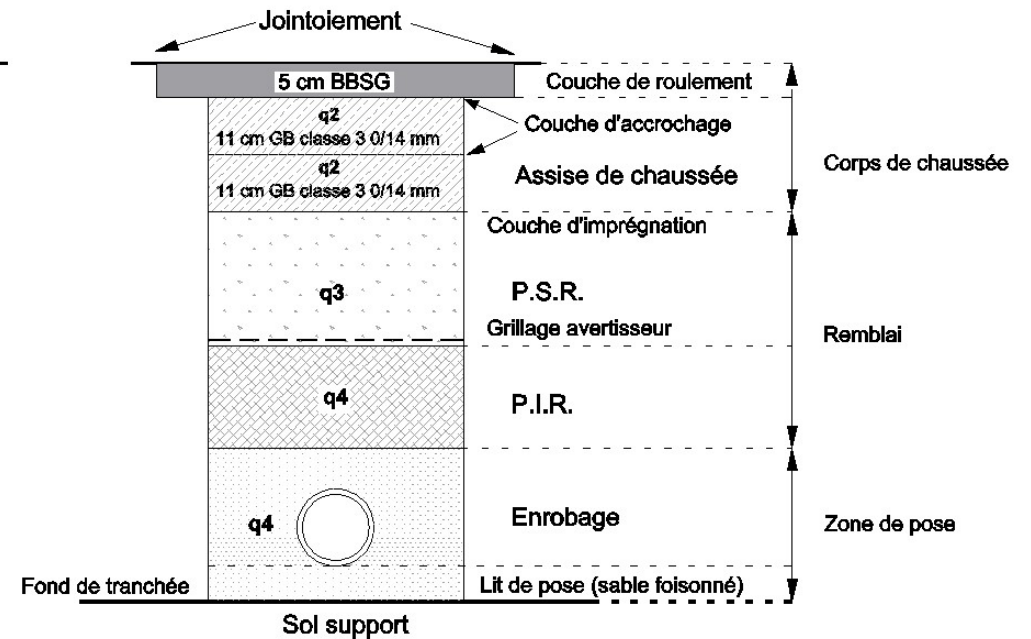 Jointoiement
5 cm BBSG
Couche de roulement
q2
11 cm GB classe 3 0/14 mm
Couche d'accrochage
q2
11 cm GB classe 3 0/14 mm
Assise de chaussée
Corps de chaussée
Couche d'imprégnation
q3
P.S.R.
Grillage avertisseur
Remblai
q4
P.I.R.
q4
Enrobage
Zone de pose
Fond de tranchée
Lit de pose (sable foisonné)
Sol support